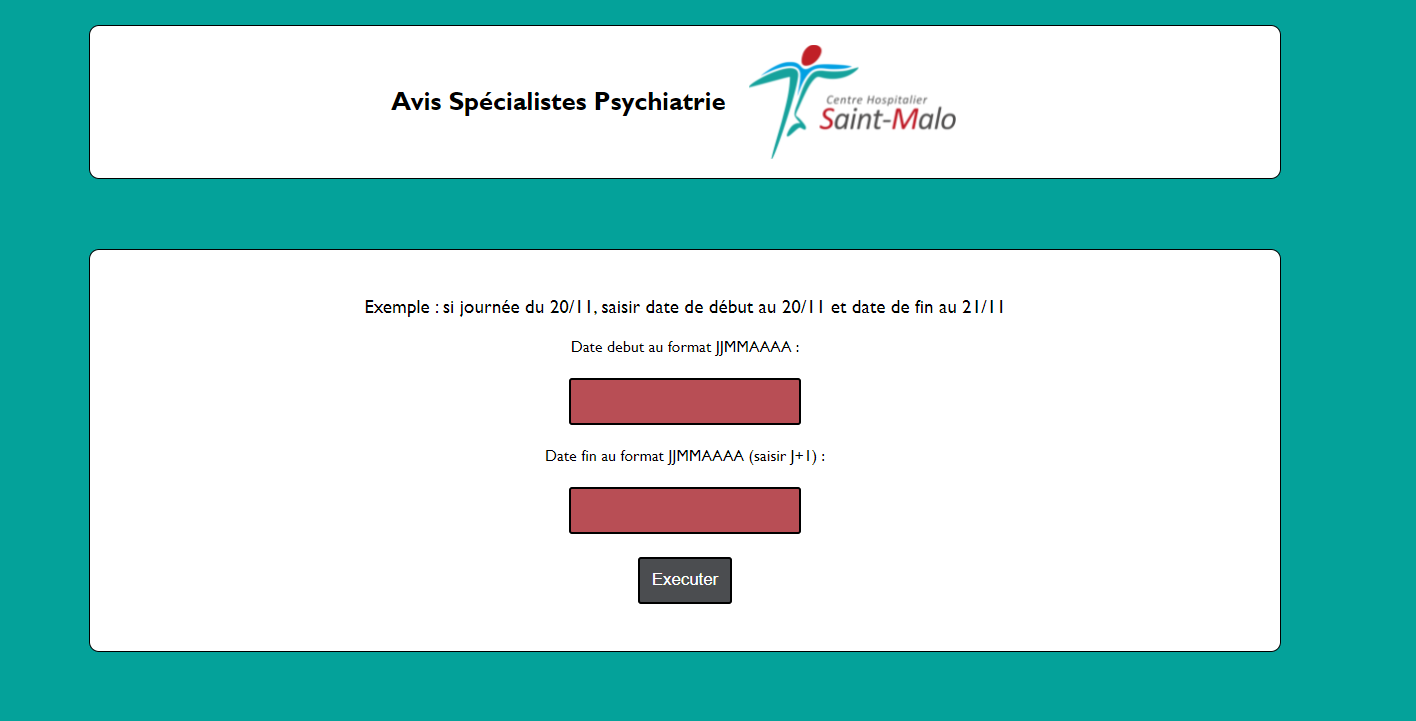 Avis Spécialistes Psychiatrie
Centre Hospitalier
Saint-Malo
Exemple : si journée du 20/11, saisir date de début au 20/11 et date de fin au 21/11
Date debut au format JJMMAAAA :
Date fin au format JJMMAAAA (saisir J+1) :
Executer